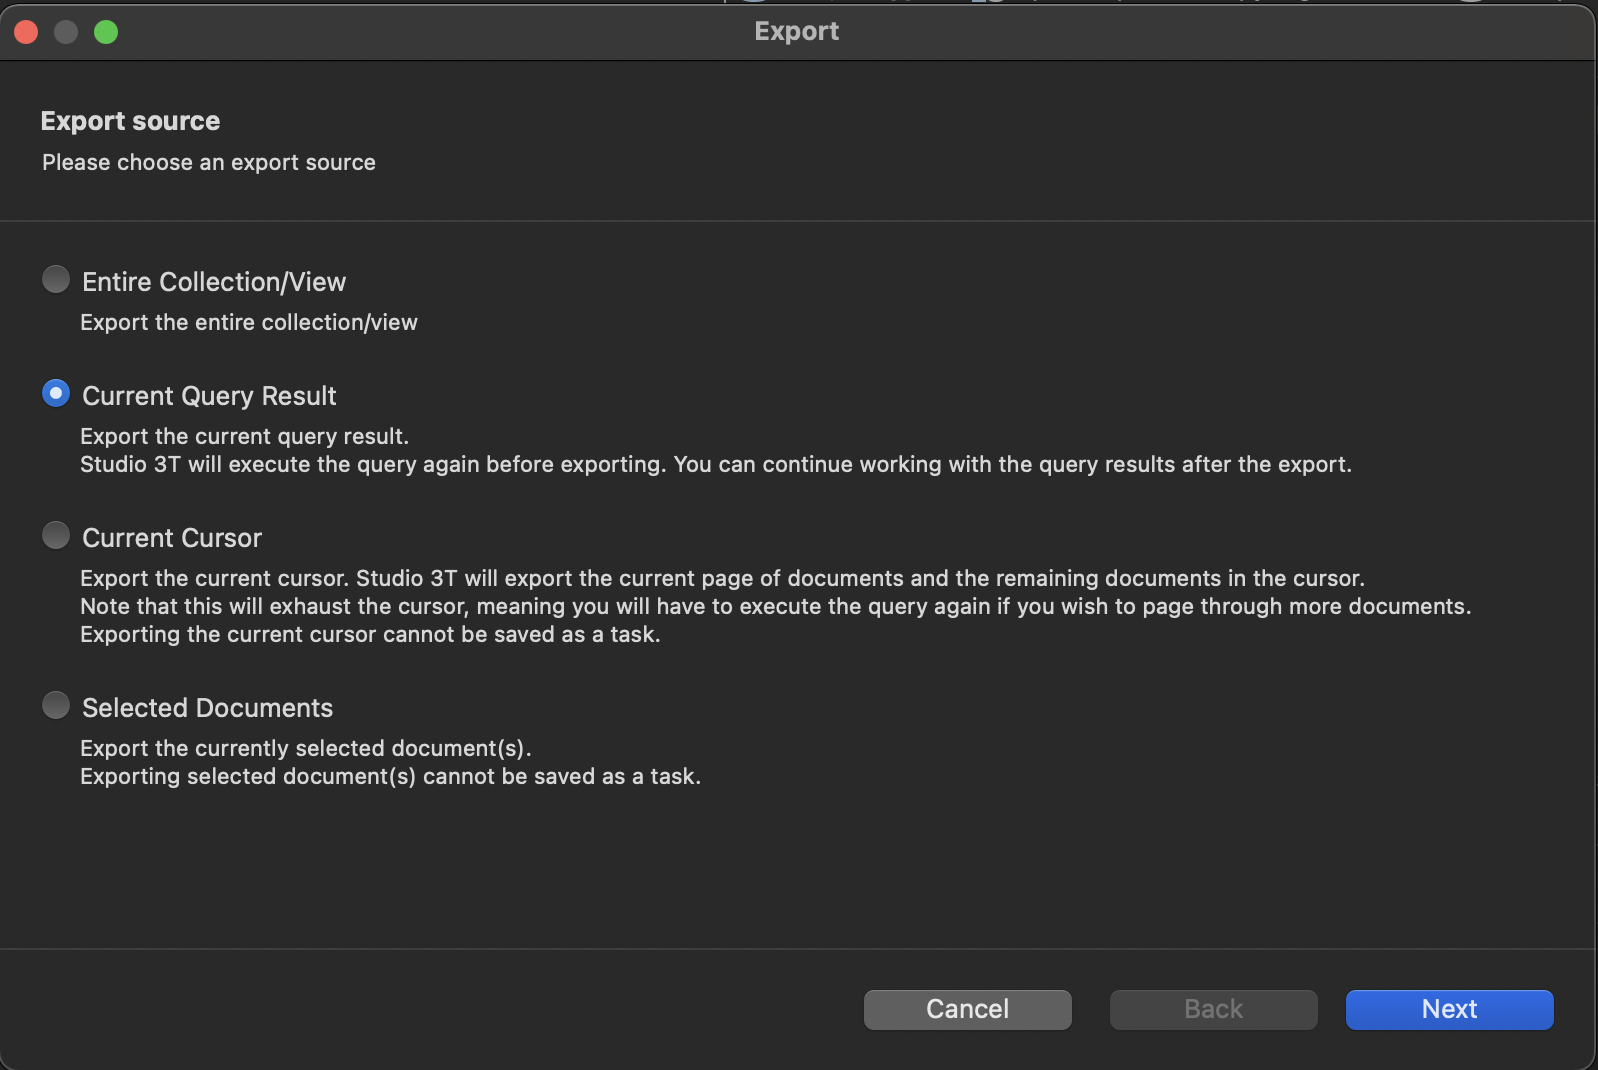 Export
Export source
Please choose an export source
Entire Collection/View
Export the entire collection/view
Current Query Result
Export the current query result.
Studio 3T will execute the query again before exporting. You can continue working with the query results after the export.
Current Cursor
Export the current cursor. Studio 3T will export the current page of documents and the remaining documents in the cursor.
Note that this will exhaust the cursor, meaning you will have to execute the query again if you wish to page through more documents.
Exporting the current cursor cannot be saved as a task.
Selected Documents
Export the currently selected document(s).
Exporting selected document(s) cannot be saved as a task.
Cancel
Back
Next